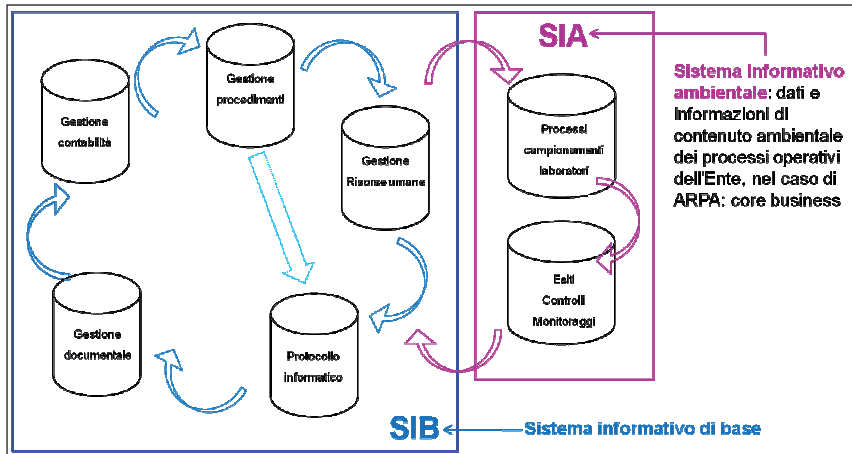 Gestione
procedimenti
Gestione
contabilità
Gestione
Risorse umane
Gestione
documentale
Protocollo
informatico
SIB
Sistema informativo di base
SIA
Processi
campionamenti
laboratori
Esiti
Controlli
Monitoraggi
Sistema informativo
ambientale: dati e
informazioni di
contenuto ambientale
dei processi operativi
dell'Ente, nel caso di
ARPA: core business